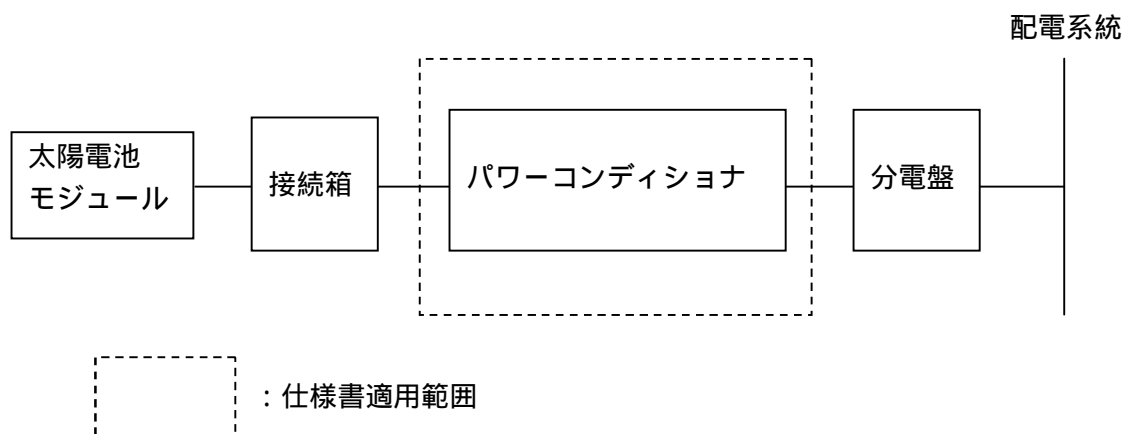 配電系統
太陽電池
モジュール
接続箱
パワーコンディショナ
分電盤
：仕様書適用範囲